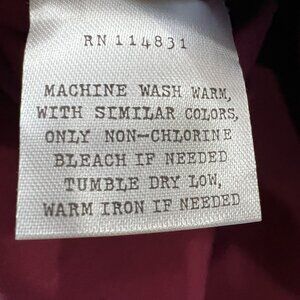 RN 114831
MACHINE WASH WARM,
WITH SIMILAR COLORS,
ONLY NON-CHLORINE
BLEACH IF NEEDED
TUMBLE DRY LOW,
WARM IRON IF NEEDED